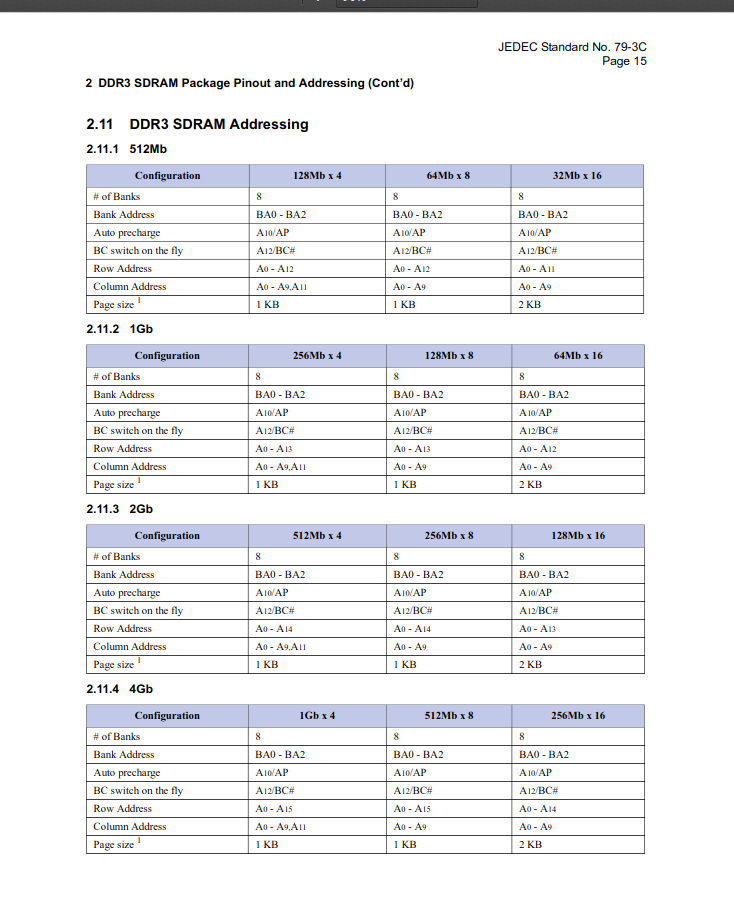 JEDEC Standard No. 79-3C
Page 15
2 DDR3 SDRAM Package Pinout and Addressing (Cont'd)
2.11 DDR3 SDRAM Addressing
2.11.1 512Mb
Configuration 128Mb x 4 64Mb x 8 32Mb x 16
# of Banks 8 8 8
Bank Address BA0 - BA2 BA0 - BA2 BA0 - BA2
Auto precharge A10/AP A10/AP A10/AP
BC switch on the fly A12/BC# A12/BC# A12/BC#
Row Address A0 - A12 A0 - A12 A0 - A11
Column Address A0 - A9,A11 A0 - A9 A0 - A9
Page size 1 1 KB 1 KB 2 KB
2.11.2 1Gb
Configuration 256Mb x 4 128Mb x 8 64Mb x 16
# of Banks 8 8 8
Bank Address BA0 - BA2 BA0 - BA2 BA0 - BA2
Auto precharge A10/AP A10/AP A10/AP
BC switch on the fly A12/BC# A12/BC# A12/BC#
Row Address A0 - A13 A0 - A13 A0 - A12
Column Address A0 - A9,A11 A0 - A9 A0 - A9
Page size 1 1 KB 1 KB 2 KB
2.11.3 2Gb
Configuration 512Mb x 4 256Mb x 8 128Mb x 16
# of Banks 8 8 8
Bank Address BA0 - BA2 BA0 - BA2 BA0 - BA2
Auto precharge A10/AP A10/AP A10/AP
BC switch on the fly A12/BC# A12/BC# A12/BC#
Row Address A0 - A14 A0 - A14 A0 - A13
Column Address A0 - A9,A11 A0 - A9 A0 - A9
Page size 1 1 KB 1 KB 2 KB
2.11.4 4Gb
Configuration 1Gb x 4 512Mb x 8 256Mb x 16
# of Banks 8 8 8
Bank Address BA0 - BA2 BA0 - BA2 BA0 - BA2
Auto precharge A10/AP A10/AP A10/AP
BC switch on the fly A12/BC# A12/BC# A12/BC#
Row Address A0 - A15 A0 - A15 A0 - A14
Column Address A0 - A9,A11 A0 - A9 A0 - A9
Page size 1 1 KB 1 KB 2 KB